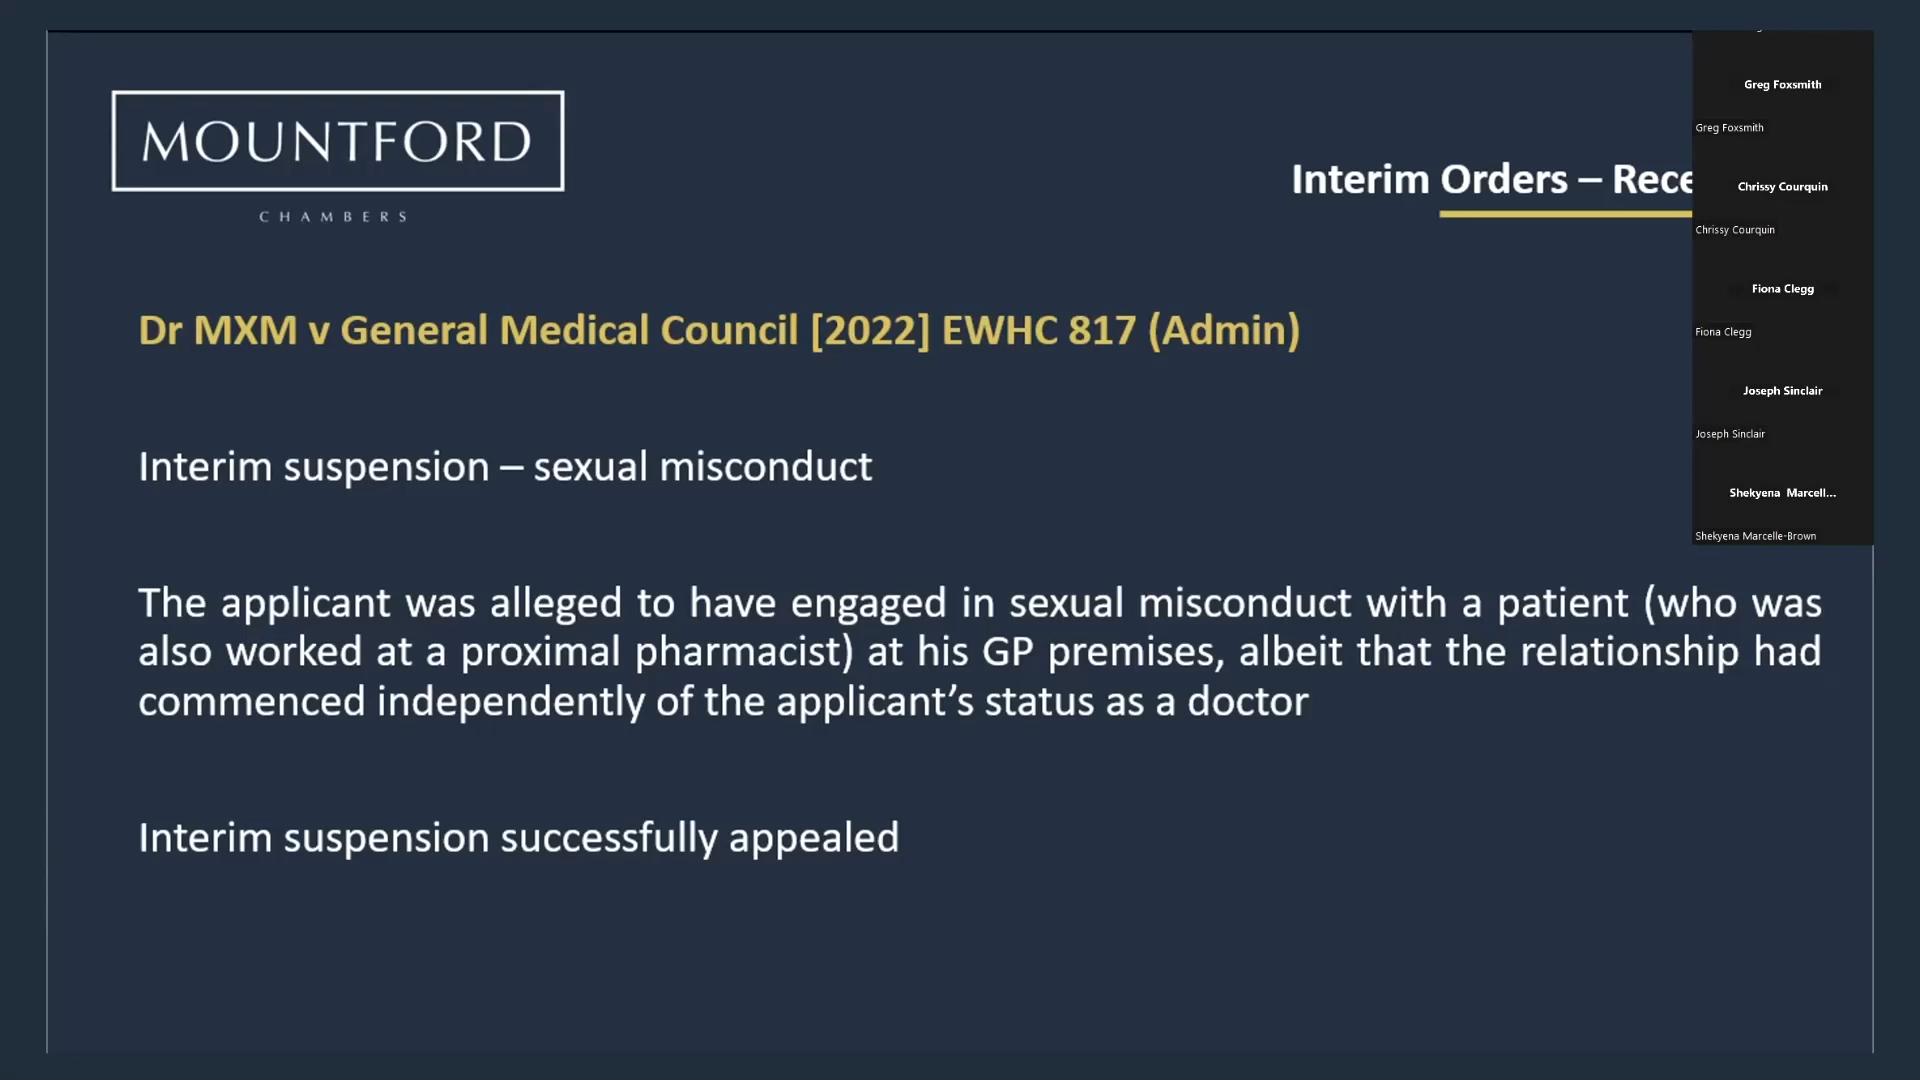 MOUNTFORD
CHAMBERS
Interim Orders – Rece
Dr MXM v General Medical Council [2022] EWHC 817 (Admin)
Interim suspension – sexual misconduct
The applicant was alleged to have engaged in sexual misconduct with a patient (who was
also worked at a proximal pharmacist) at his GP premises, albeit that the relationship had
commenced independently of the applicant’s status as a doctor
Interim suspension successfully appealed
Greg Foxsmith
Greg Foxsmith
Chrissy Courquin
Chrissy Courquin
Fiona Clegg
Fiona Clegg
Joseph Sinclair
Joseph Sinclair
Shekyena Marcell...
Shekyena Marcelle-Brown